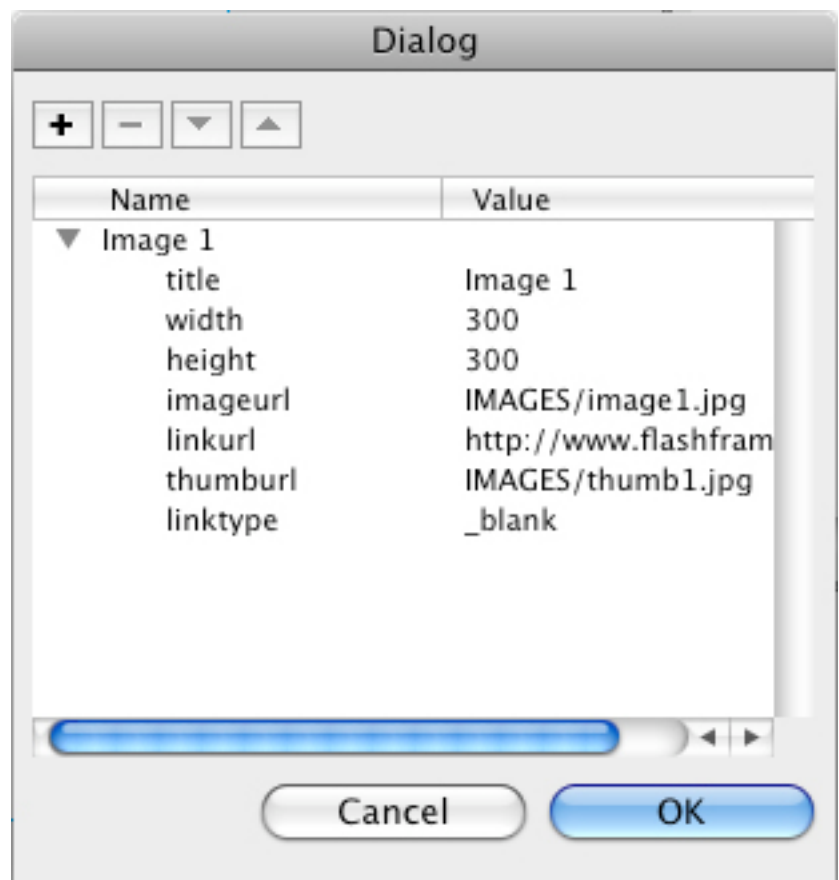 Dialog
Name Value
Image 1
title Image 1
width 300
height 300
imageurl IMAGES/image1.jpg
linkurl http://www.flashfram
thumburl IMAGES/thumb1.jpg
linktype _blank
Cancel OK